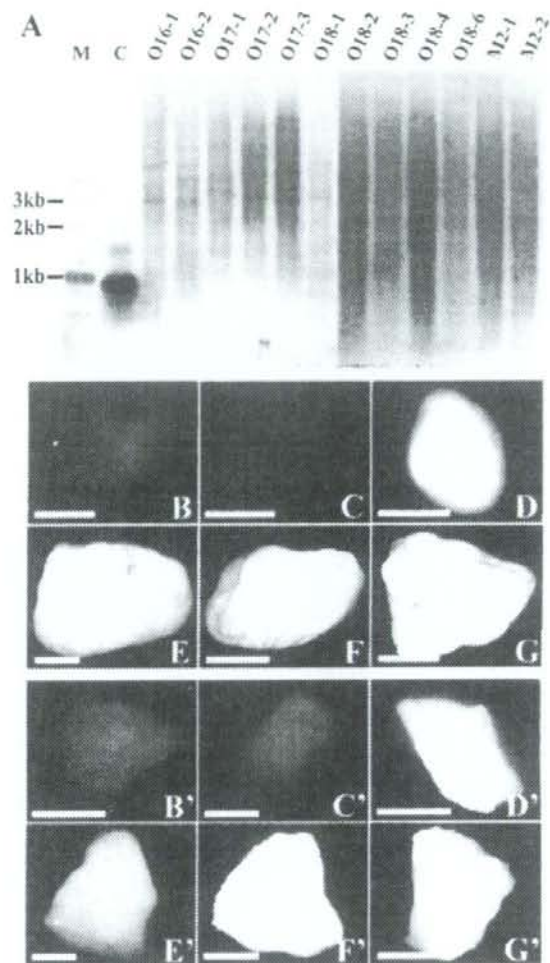 A
M C O16-1 O16-2 O17-1 O17-2 O17-3 O18-1 O18-2 O18-3 O18-4 O18-6 M2-1 M2-2
3kb
2kb
1kb
B C D
E F G
B' C' D'
E' F' G'